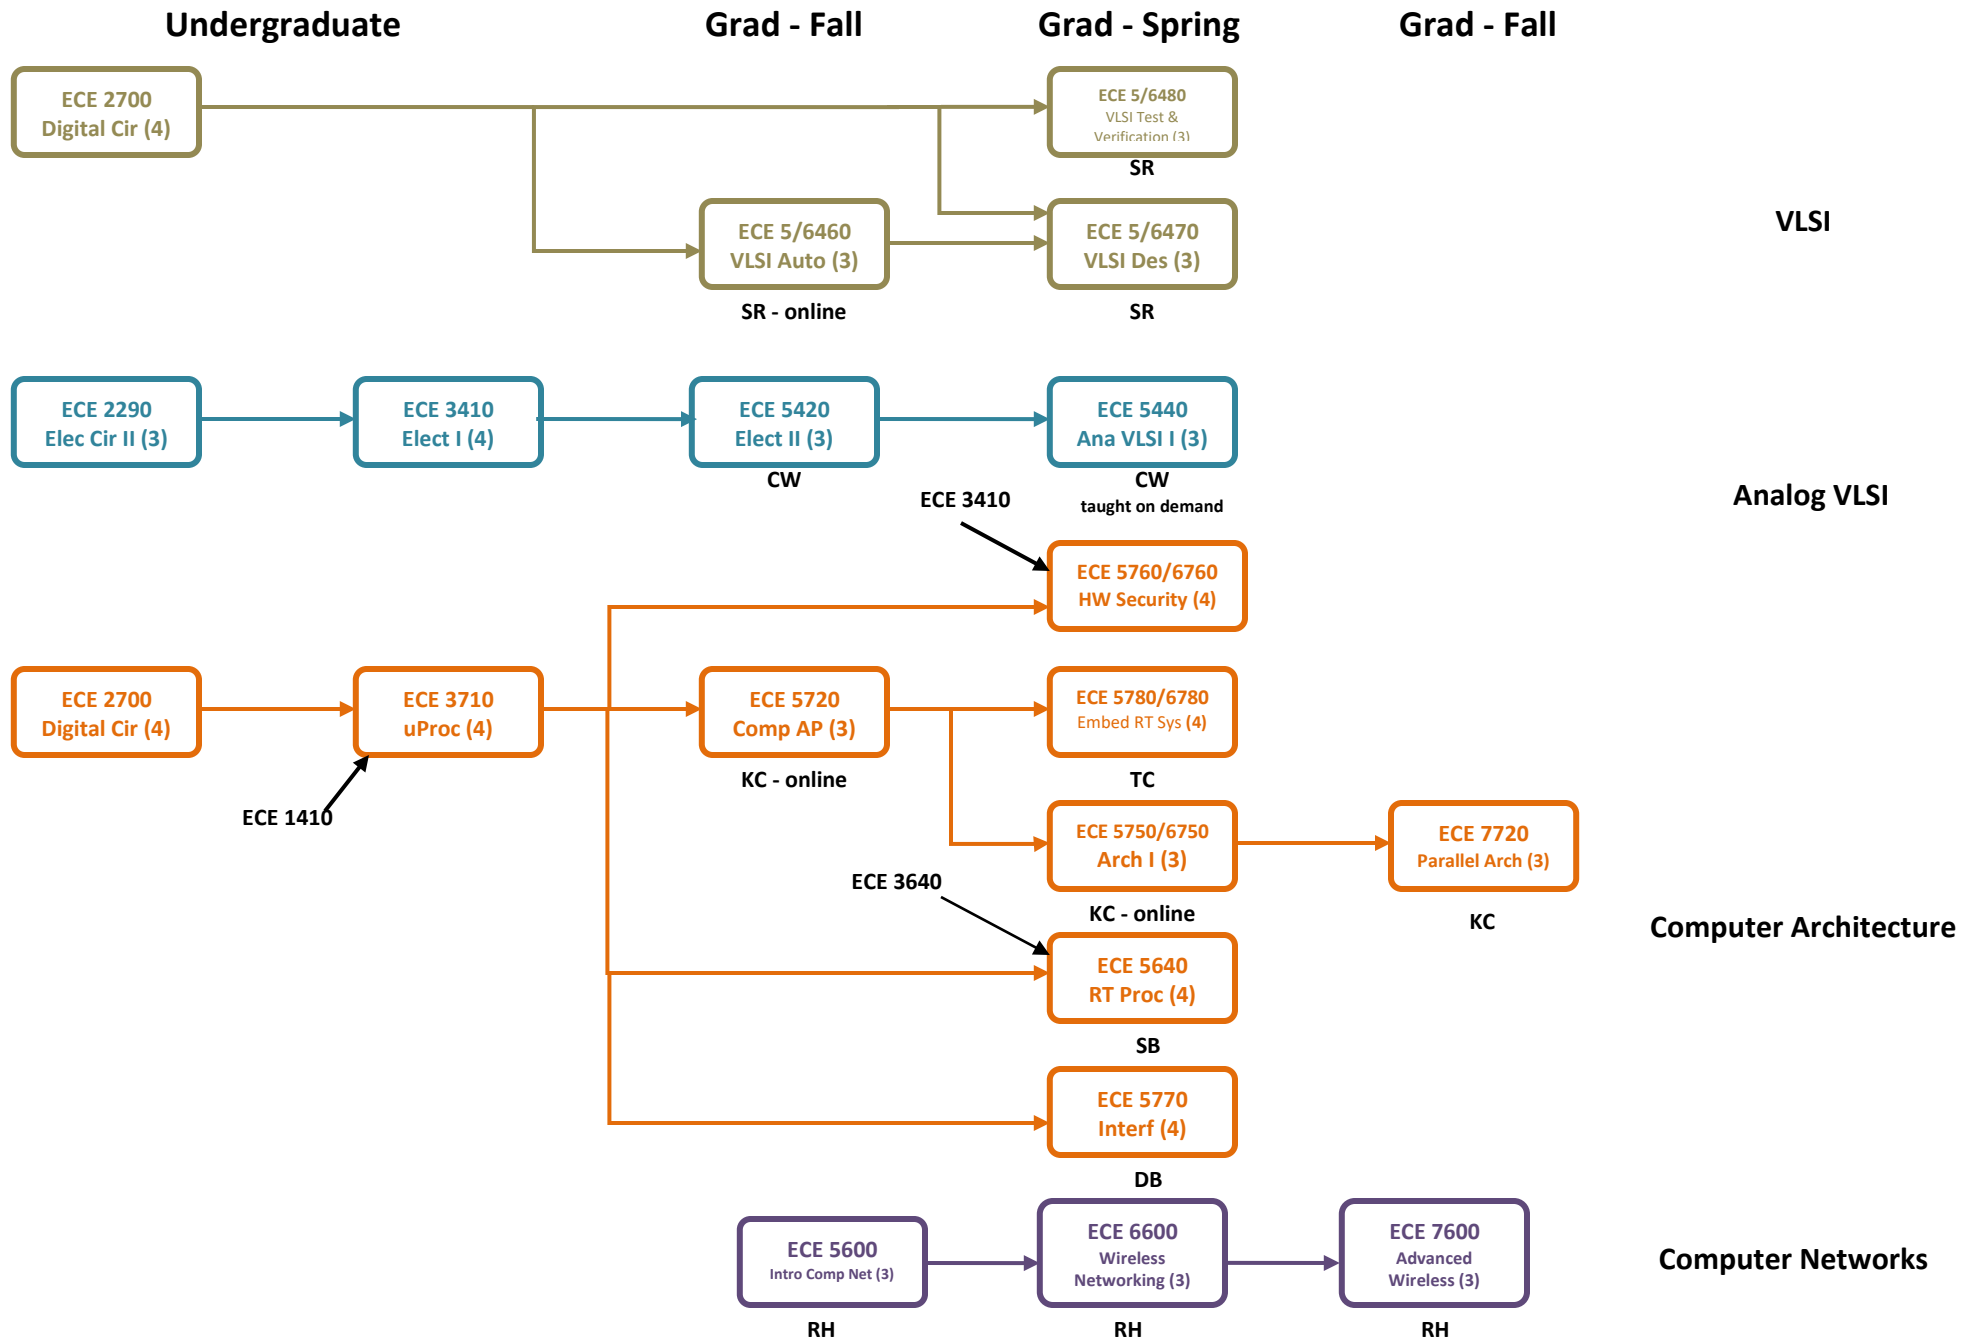 Undergraduate
Grad - Fall
Grad - Spring
Grad - Fall
ECE 2700
Digital Cir (4)
ECE 5/6480
VLSI Test &
Verification (3)
SR
ECE 5/6460
VLSI Auto (3)
SR - online
ECE 5/6470
VLSI Des (3)
SR
VLSI
ECE 2290
Elec Cir II (3)
ECE 3410
Elect I (4)
ECE 5420
Elect II (3)
CW
ECE 5440
Ana VLSI I (3)
CW
taught on demand
Analog VLSI
ECE 3410
ECE 5760/6760
HW Security (4)
ECE 2700
Digital Cir (4)
ECE 3710
uProc (4)
ECE 1410
ECE 5720
Comp AP (3)
KC - online
ECE 5780/6780
Embed RT Sys (4)
TC
ECE 5750/6750
Arch I (3)
KC - online
ECE 7720
Parallel Arch (3)
KC
ECE 3640
ECE 5640
RT Proc (4)
SB
Computer Architecture
ECE 5770
Interf (4)
DB
ECE 5600
Intro Comp Net (3)
RH
ECE 6600
Wireless
Networking (3)
RH
ECE 7600
Advanced
Wireless (3)
RH
Computer Networks